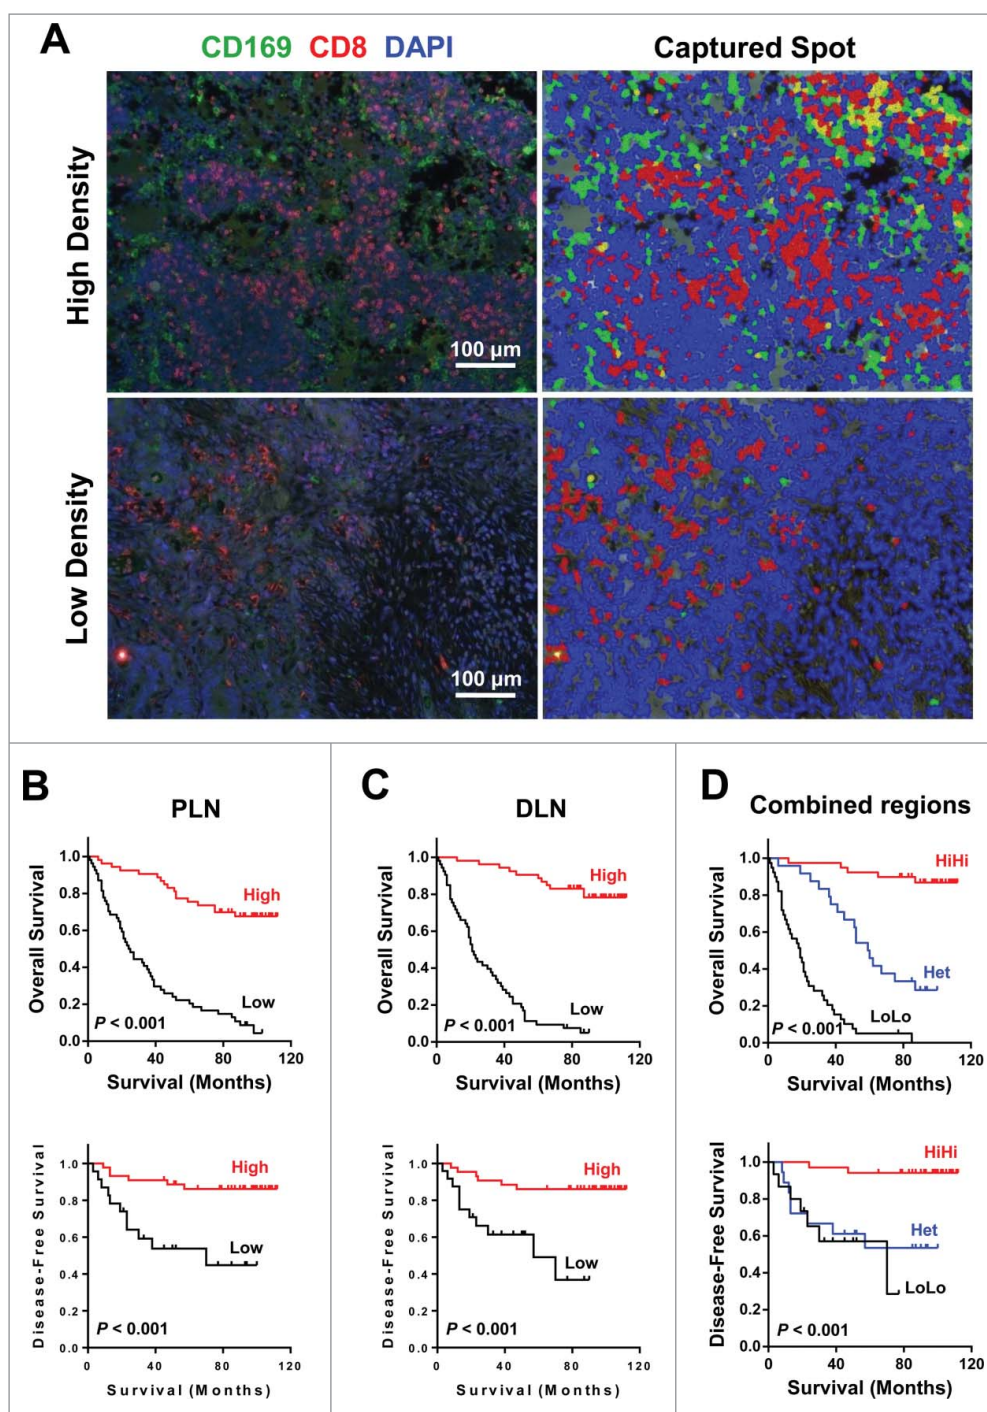 A
CD169 CD8 DAPI
Captured Spot
High Density
100 µm
Low Density
100 µm
B
PLN
Overall Survival
1.0
0.8
0.6
0.4
0.2
0.0
High
Low
P < 0.001
0 40 80 120
Survival (Months)
Disease-Free Survival
1.0
0.8
0.6
0.4
0.2
0.0
High
Low
P < 0.001
0 40 80 120
Survival (Months)
C
DLN
Overall Survival
1.0
0.8
0.6
0.4
0.2
0.0
High
Low
P < 0.001
0 40 80 120
Survival (Months)
Disease-Free Survival
1.0
0.8
0.6
0.4
0.2
0.0
High
Low
P < 0.001
0 40 80 120
Survival (Months)
D
Combined regions
Overall Survival
1.0
0.8
0.6
0.4
0.2
0.0
HiHi
Het
LoLo
P < 0.001
0 40 80 120
Survival (Months)
Disease-Free Survival
1.0
0.8
0.6
0.4
0.2
0.0
HiHi
Het
LoLo
P < 0.001
0 40 80 120
Survival (Months)